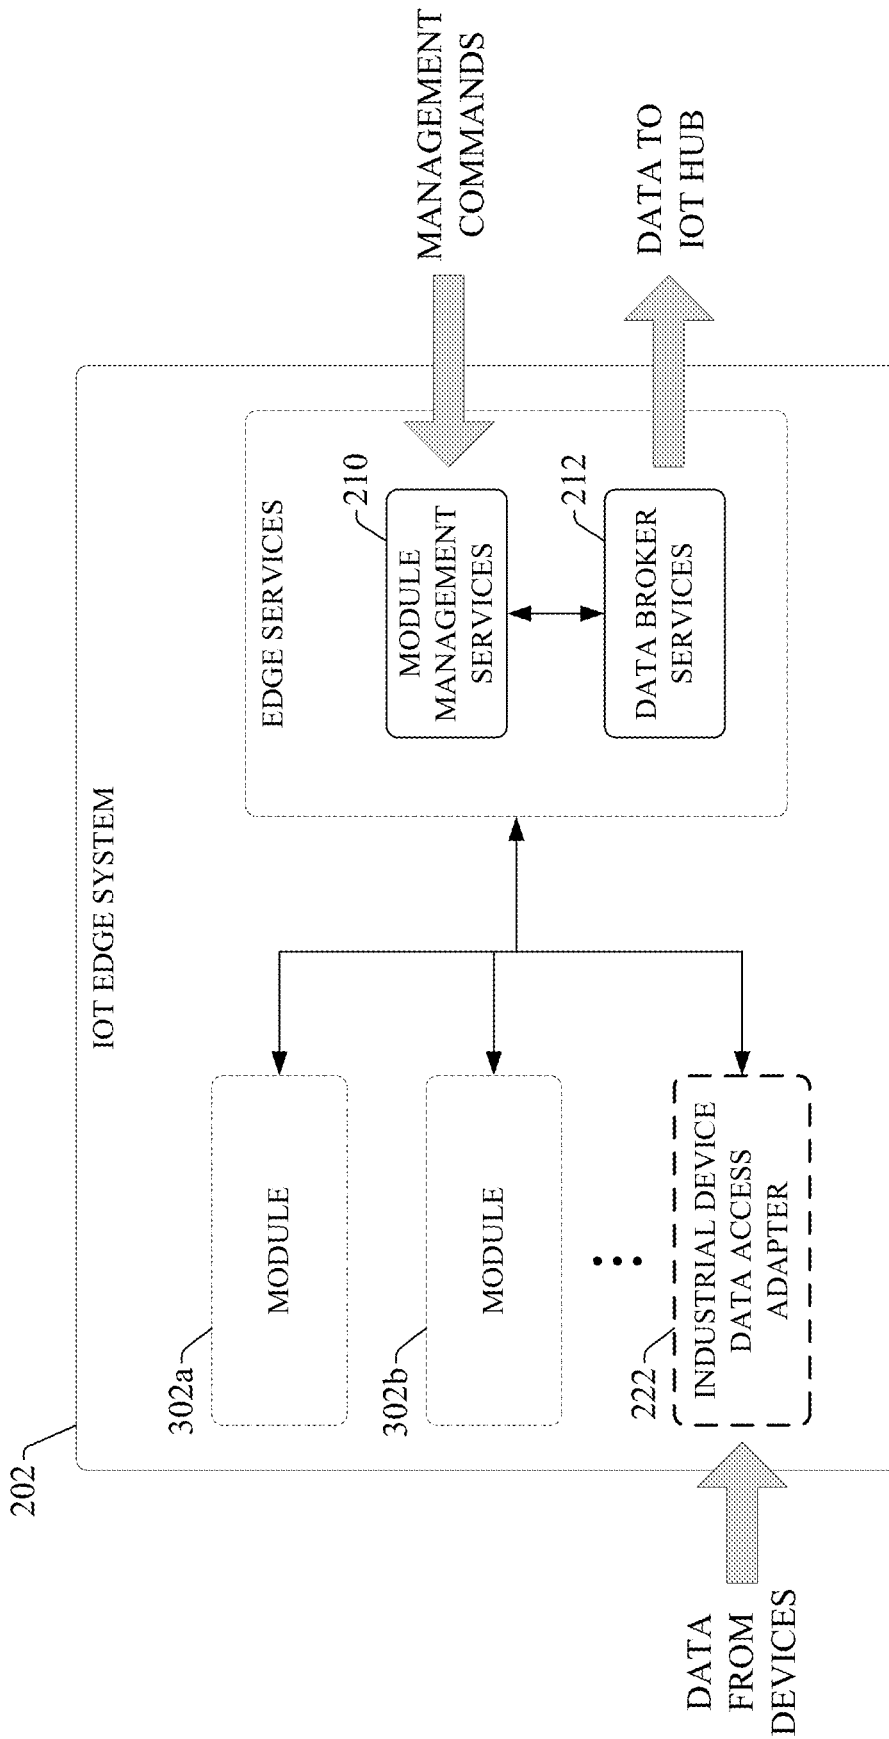 202
IOT EDGE SYSTEM
302a
MODULE
302b
MODULE
222
INDUSTRIAL DEVICE
DATA ACCESS
ADAPTER
DATA
FROM
DEVICES
EDGE SERVICES
210
MODULE
MANAGEMENT
SERVICES
212
DATA BROKER
SERVICES
MANAGEMENT
COMMANDS
DATA TO
IOT HUB